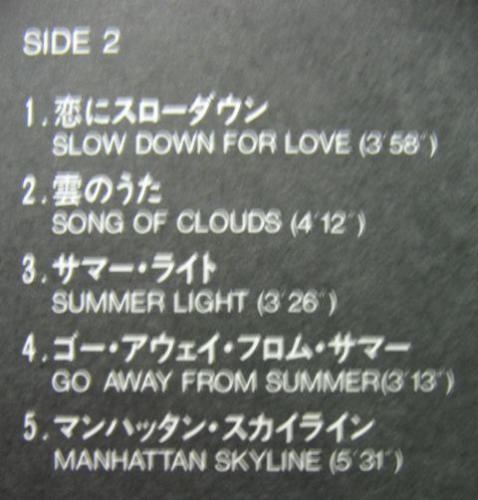 SIDE 2
1.恋にスローダウン
SLOW DOWN FOR LOVE (3′58″)
2.雲のうた
SONG OF CLOUDS (4′12″)
3.サマー・ライト
SUMMER LIGHT (3′26″)
4.ゴー・アウェイ・フロム・サマー
GO AWAY FROM SUMMER(3′13″)
5.マンハッタン・スカイライン
MANHATTAN SKYLINE (5′31″)